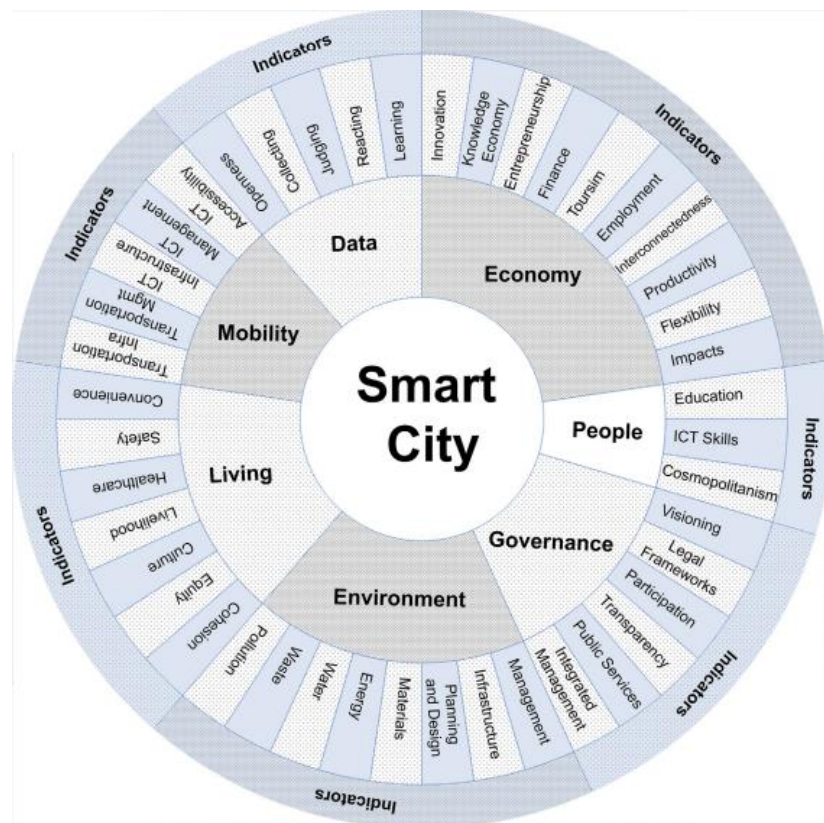 Smart
City
Economy
Indicators
Innovation
Knowledge
Economy
Entrepreneurship
Finance
Toursim
Employment
Interconnectedness
Productivity
Flexibility
Impacts
People
Indicators
Education
ICT Skills
Cosmopolitanism
Governance
Indicators
Visioning
Legal
Frameworks
Participation
Transparency
Public Services
Integrated
Management
Environment
Indicators
Management
Infrastructure
Planning
and Design
Materials
Energy
Water
Waste
Pollution
Living
Indicators
Cohesion
Equity
Culture
Livelihood
Healthcare
Safety
Convenience
Mobility
Indicators
Transportation
Infra
Transportation
Mgmt
ICT
Infrastructure
ICT
Management
ICT
Accessibility
Data
Indicators
Openness
Collecting
Judging
Reacting
Learning